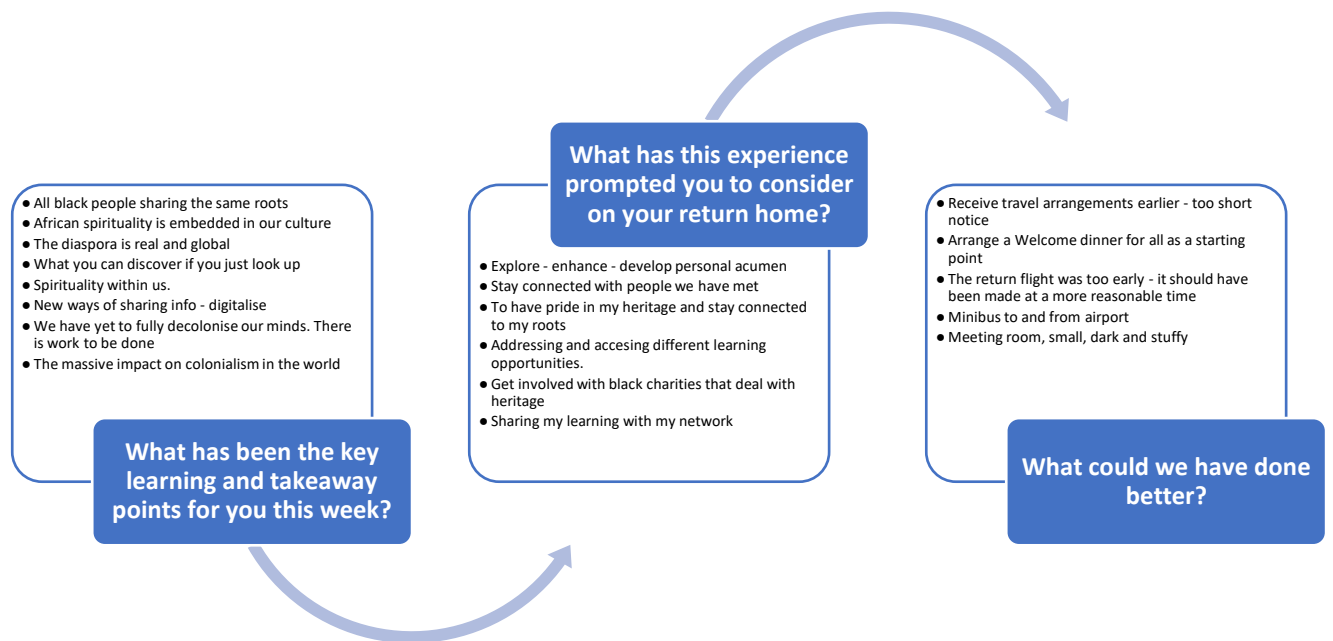 ● All black people sharing the same roots
● African spirituality is embedded in our culture
● The diaspora is real and global
● What you can discover if you just look up
● Spirituality within us.
● New ways of sharing info - digitalise
● We have yet to fully decolonise our minds. There
is work to be done
● The massive impact on colonialism in the world
What has been the key
learning and takeaway
points for you this week?
What has this experience
prompted you to consider
on your return home?
● Explore - enhance - develop personal acumen
● Stay connected with people we have met
● To have pride in my heritage and stay connected
to my roots
● Addressing and accesing different learning
opportunities.
● Get involved with black charities that deal with
heritage
● Sharing my learning with my network
● Receive travel arrangements earlier - too short
notice
● Arrange a Welcome dinner for all as a starting
point
● The return flight was too early - it should have
been made at a more reasonable time
● Minibus to and from airport
● Meeting room, small, dark and stuffy
What could we have done
better?